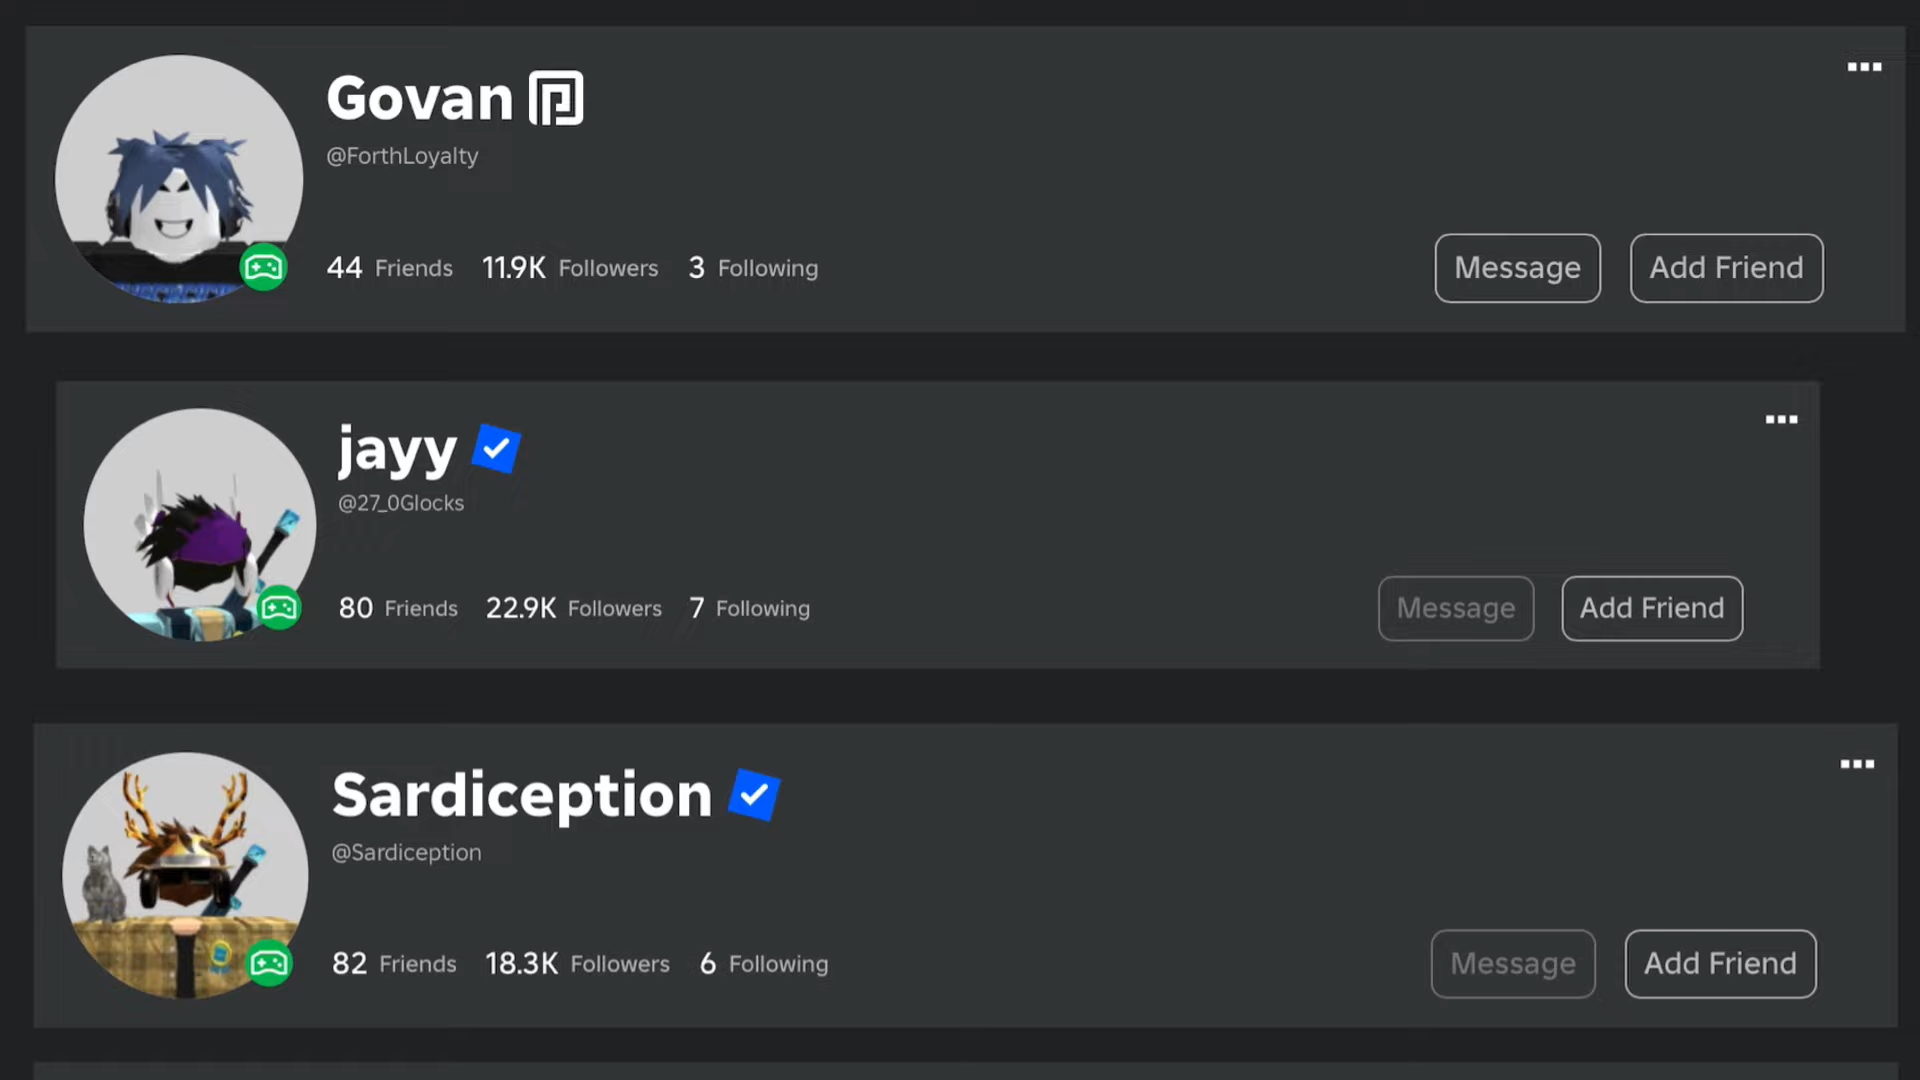 Govan
@ForthLoyalty
44 Friends 11.9K Followers 3 Following
Message Add Friend
jayy
@27_0Glocks
80 Friends 22.9K Followers 7 Following
Message Add Friend
Sardiception
@Sardiception
82 Friends 18.3K Followers 6 Following
Message Add Friend